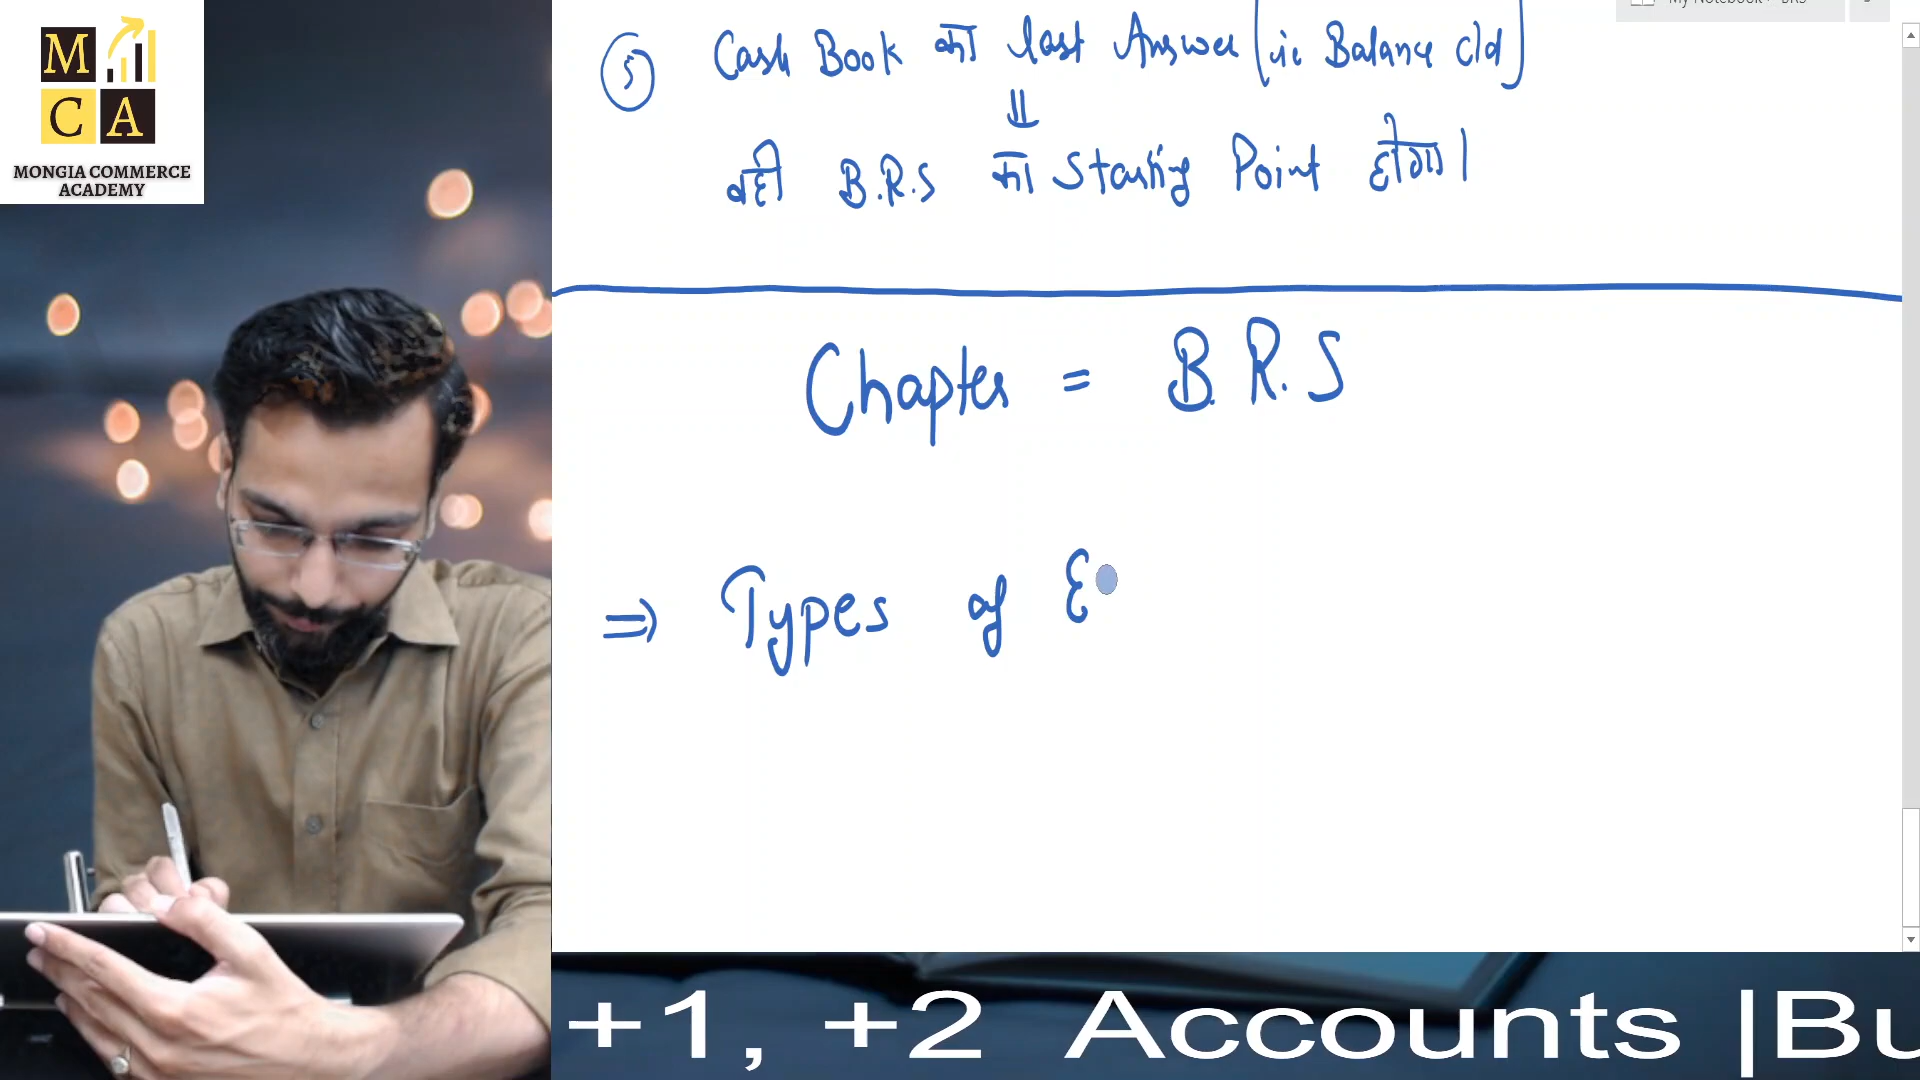 M
C A
MONGIA COMMERCE
ACADEMY
5 Cash Book का last Answer (ie Balance c/d)
वही B.R.S का Starting Point होगा।
Chapter = B.R.S
⇒ Types of E
+1, +2 Accounts |Bu